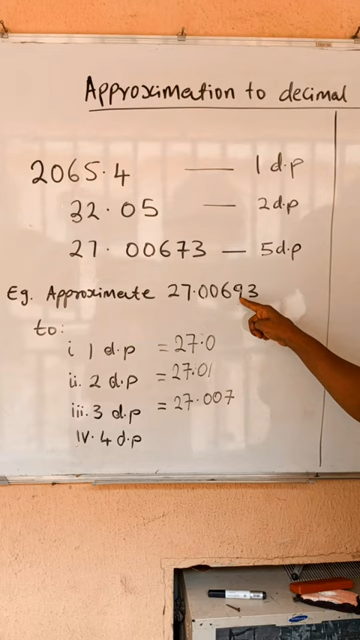 Approximation to decimal
2065.4 — 1 d.p
32.05 — 2d.p
27.00673 — 5d.p
Eg. Approximate 27.00693
to:
i 1 d.p = 27.0
ii. 2 d.p = 27.01
iii. 3 d.p = 27.007
IV. 4 d.p